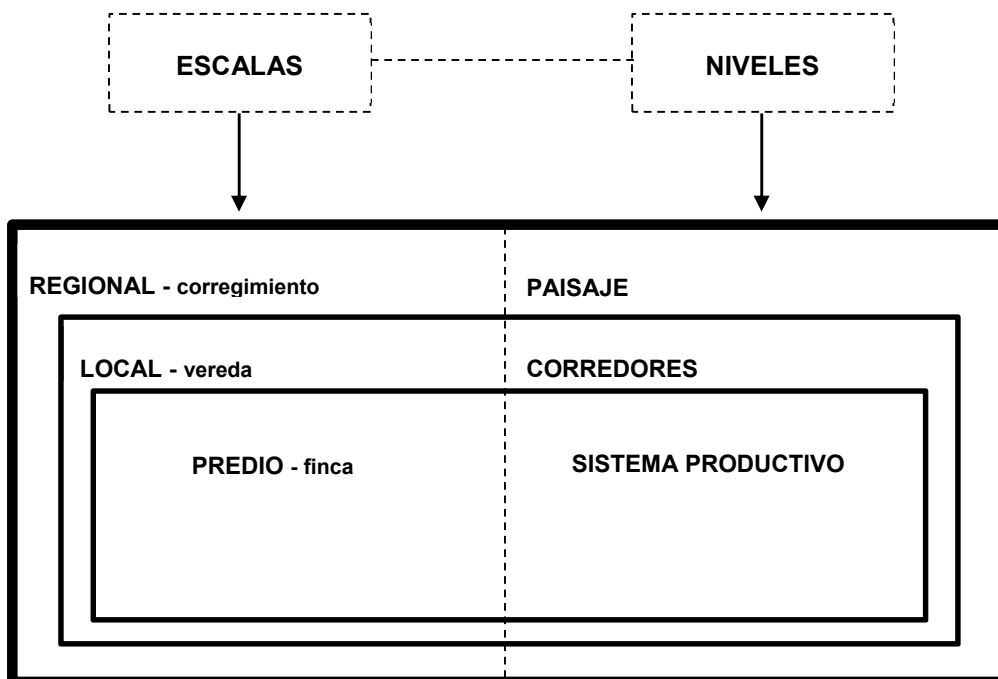 ESCALAS
NIVELES
REGIONAL - corregimiento
PAISAJE
LOCAL - vereda
CORREDORES
PREDIO - finca
SISTEMA PRODUCTIVO